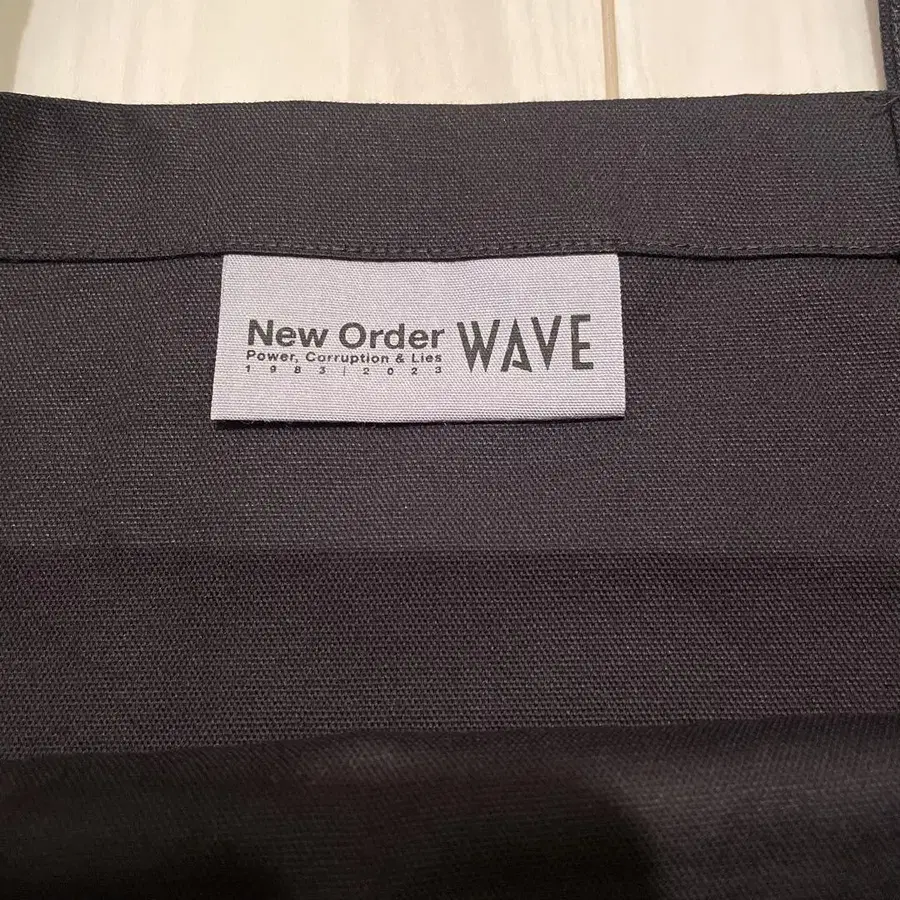 New Order
Power, Corruption & Lies
1983|2023
WAVE